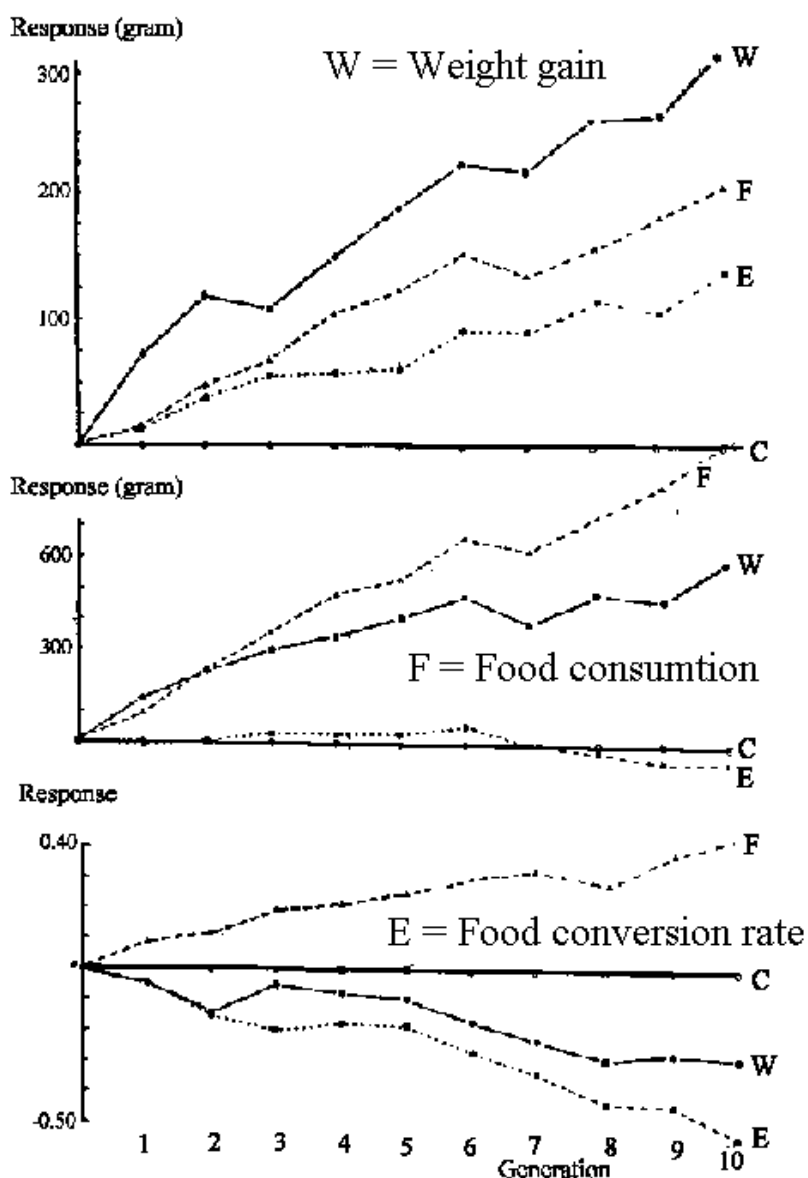 Response (gram)
W = Weight gain
300
W
200
F
E
100
C
Response (gram)
F
600
W
300
F = Food consumtion
C
E
Response
0.40
F
E = Food conversion rate
C
W
-0.50
E
1 2 3 4 5 6 7 8 9 10
Generation